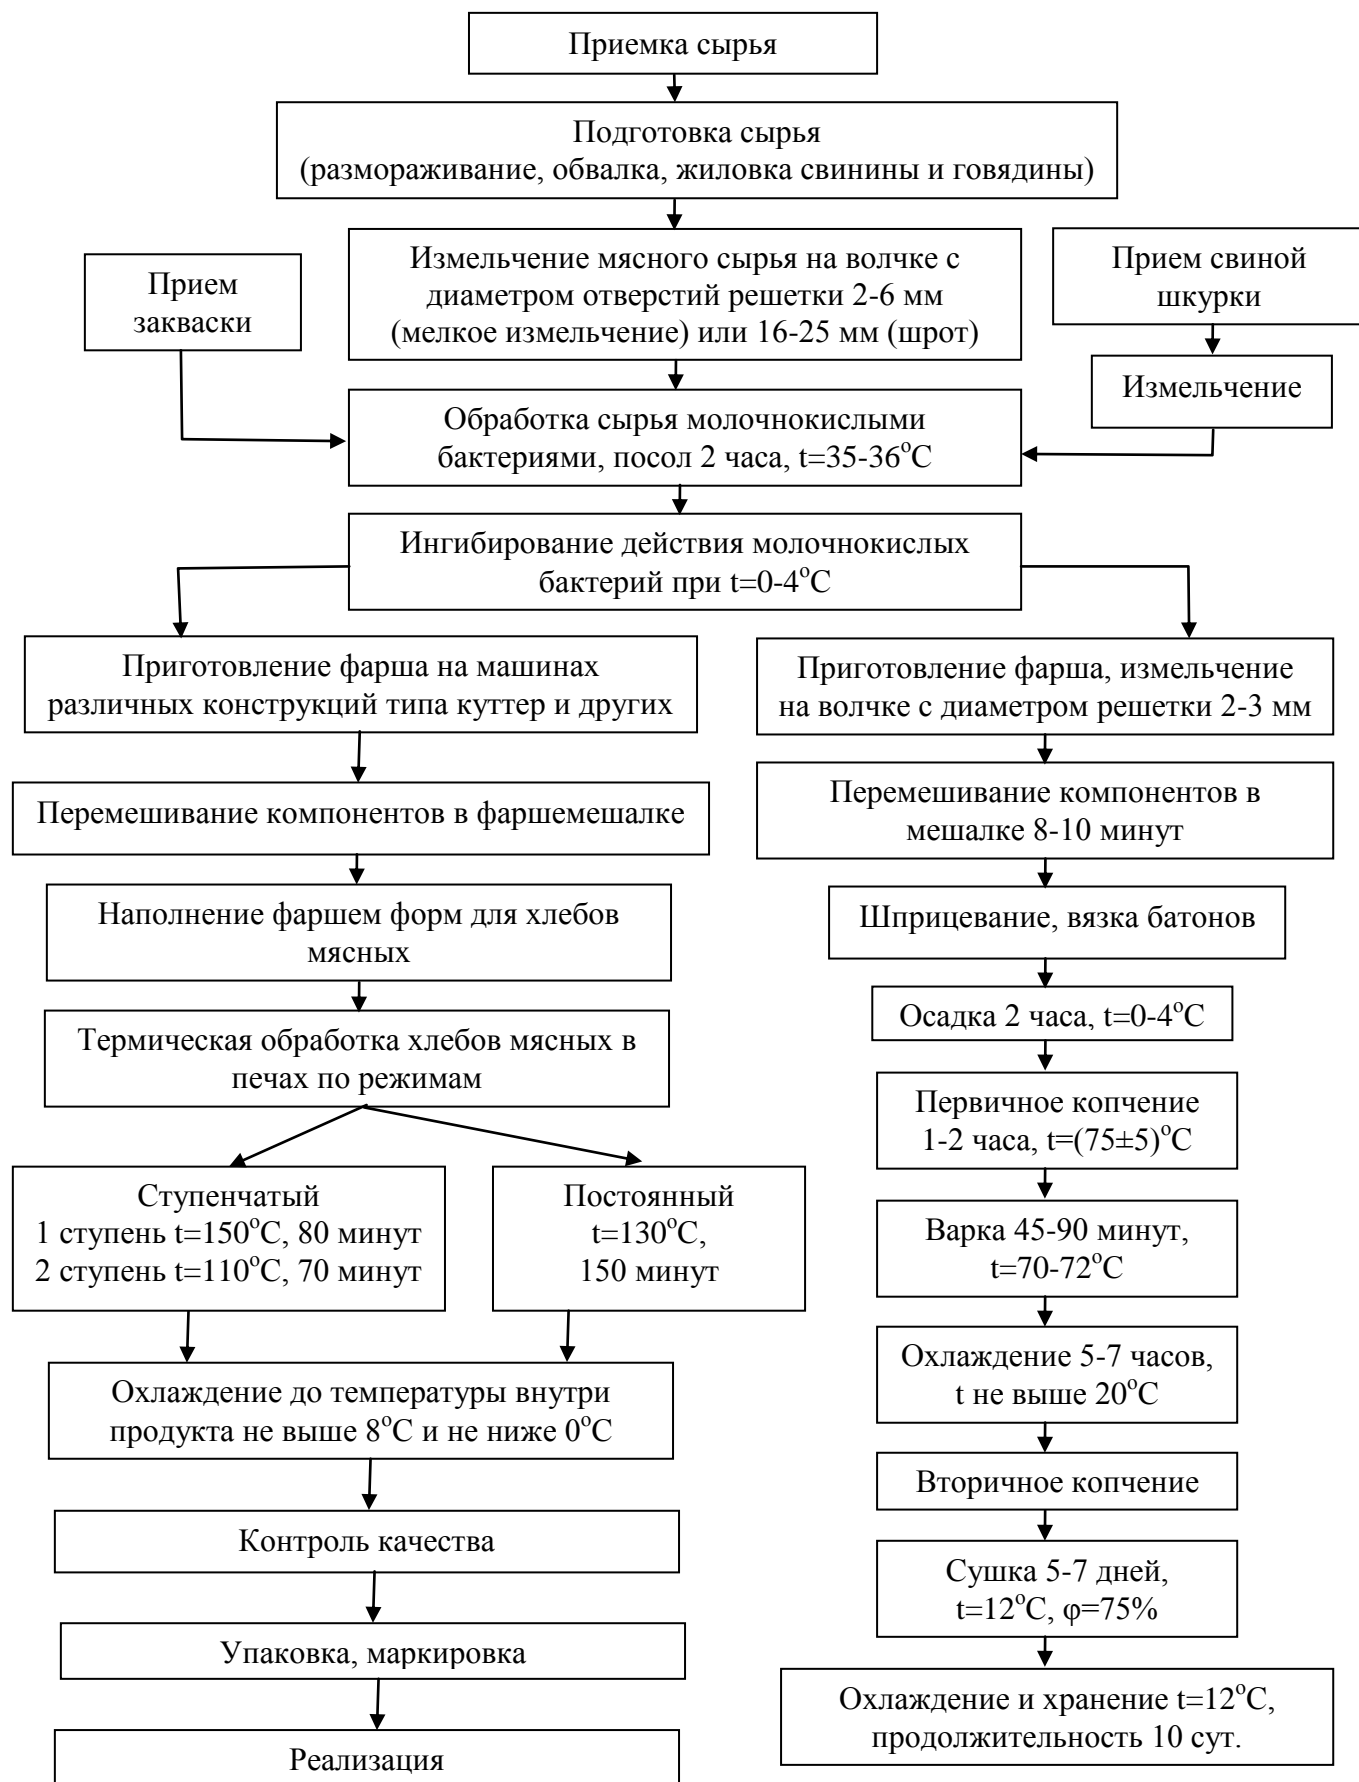 Приемка сырья
Подготовка сырья
(размораживание, обвалка, жиловка свинины и говядины)
Измельчение мясного сырья на волчке с
диаметром отверстий решетки 2-6 мм
(мелкое измельчение) или 16-25 мм (шрот)
Прием
закваски
Прием свиной
шкурки
Измельчение
Обработка сырья молочнокислыми
бактериями, посол 2 часа, t=35-36°С
Ингибирование действия молочнокислых
бактерий при t=0-4°С
Приготовление фарша на машинах
различных конструкций типа куттер и других
Перемешивание компонентов в фаршемешалке
Наполнение фаршем форм для хлебов
мясных
Термическая обработка хлебов мясных в
печах по режимам
Ступенчатый
1 ступень t=150°С, 80 минут
2 ступень t=110°С, 70 минут
Постоянный
t=130°С,
150 минут
Охлаждение до температуры внутри
продукта не выше 8°С и не ниже 0°С
Контроль качества
Упаковка, маркировка
Реализация
Приготовление фарша, измельчение
на волчке с диаметром решетки 2-3 мм
Перемешивание компонентов в
мешалке 8-10 минут
Шприцевание, вязка батонов
Осадка 2 часа, t=0-4°С
Первичное копчение
1-2 часа, t=(75±5)°С
Варка 45-90 минут,
t=70-72°С
Охлаждение 5-7 часов,
t не выше 20°С
Вторичное копчение
Сушка 5-7 дней,
t=12°С, φ=75%
Охлаждение и хранение t=12°С,
продолжительность 10 сут.